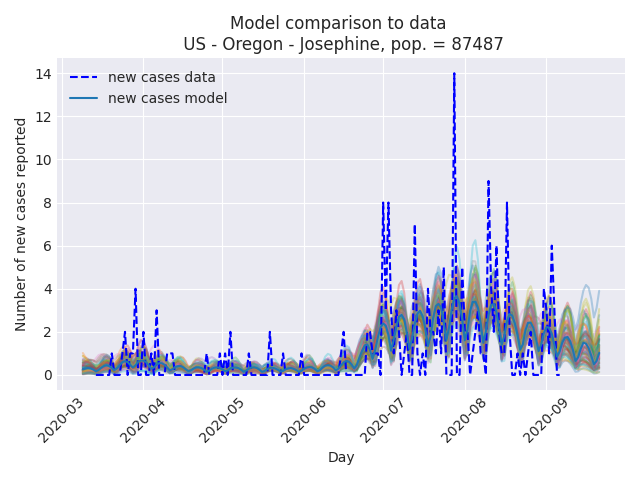 Model comparison to data
US - Oregon - Josephine, pop. = 87487
new cases data
new cases model
Number of new cases reported
14
12
10
8
6
4
2
0
2020-03
2020-04
2020-05
2020-06
2020-07
2020-08
2020-09
Day